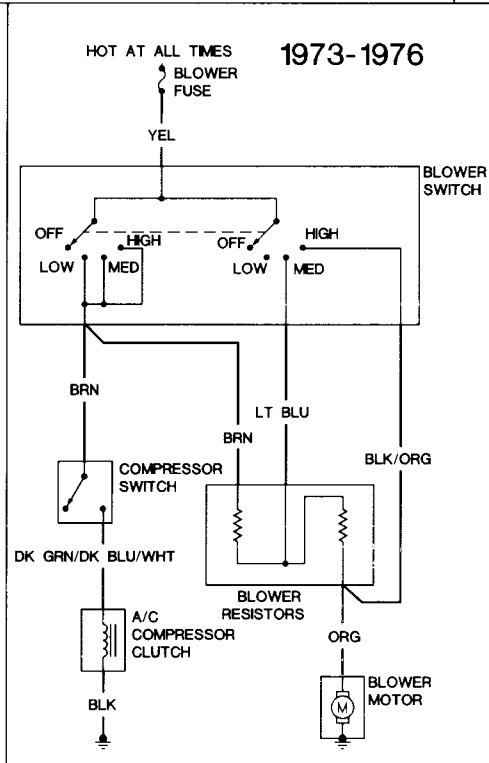 HOT AT ALL TIMES
1973-1976
BLOWER
FUSE
YEL
BLOWER
SWITCH
OFF
HIGH
LOW
MED
OFF
HIGH
LOW
MED
BRN
LT BLU
BRN
BLK/ORG
COMPRESSOR
SWITCH
DK GRN/DK BLU/WHT
BLOWER
RESISTORS
A/C
COMPRESSOR
CLUTCH
ORG
BLK
BLOWER
MOTOR
M